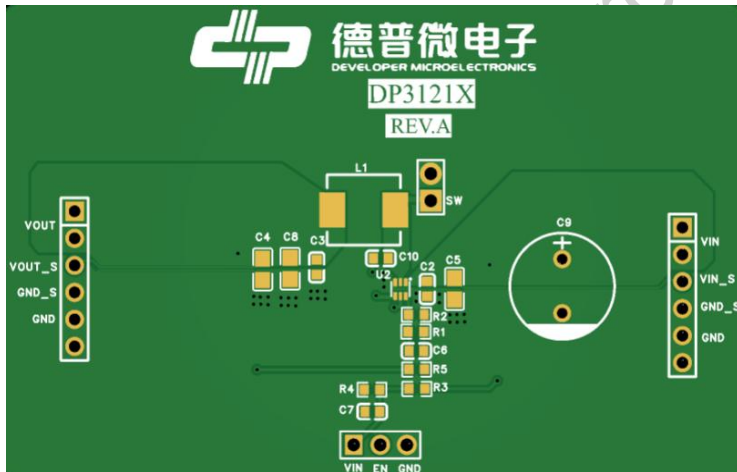 德普微电子
DEVELOPER MICROELECTRONICS
DP3121X
REV.A
L1
SW
C9
VOUT
C4
C8
C3
C10
VIN
VOUT_S
U2
C2
C5
VIN_S
GND_S
GND_S
GND
R2
GND
R1
C6
R5
R4
R3
C7
VIN EN GND